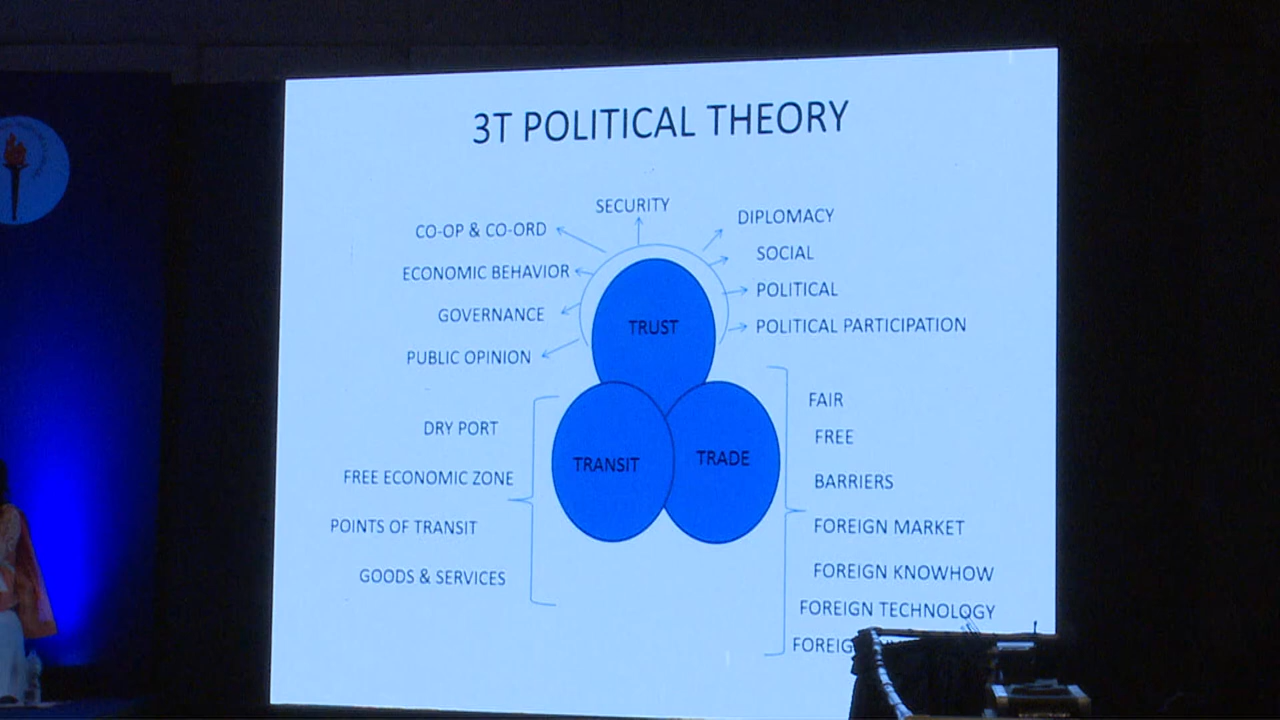 3T POLITICAL THEORY
SECURITY
CO-OP & CO-ORD
ECONOMIC BEHAVIOR
GOVERNANCE
PUBLIC OPINION
DIPLOMACY
SOCIAL
POLITICAL
POLITICAL PARTICIPATION
TRUST
TRANSIT
TRADE
DRY PORT
FREE ECONOMIC ZONE
POINTS OF TRANSIT
GOODS & SERVICES
FAIR
FREE
BARRIERS
FOREIGN MARKET
FOREIGN KNOWHOW
FOREIGN TECHNOLOGY